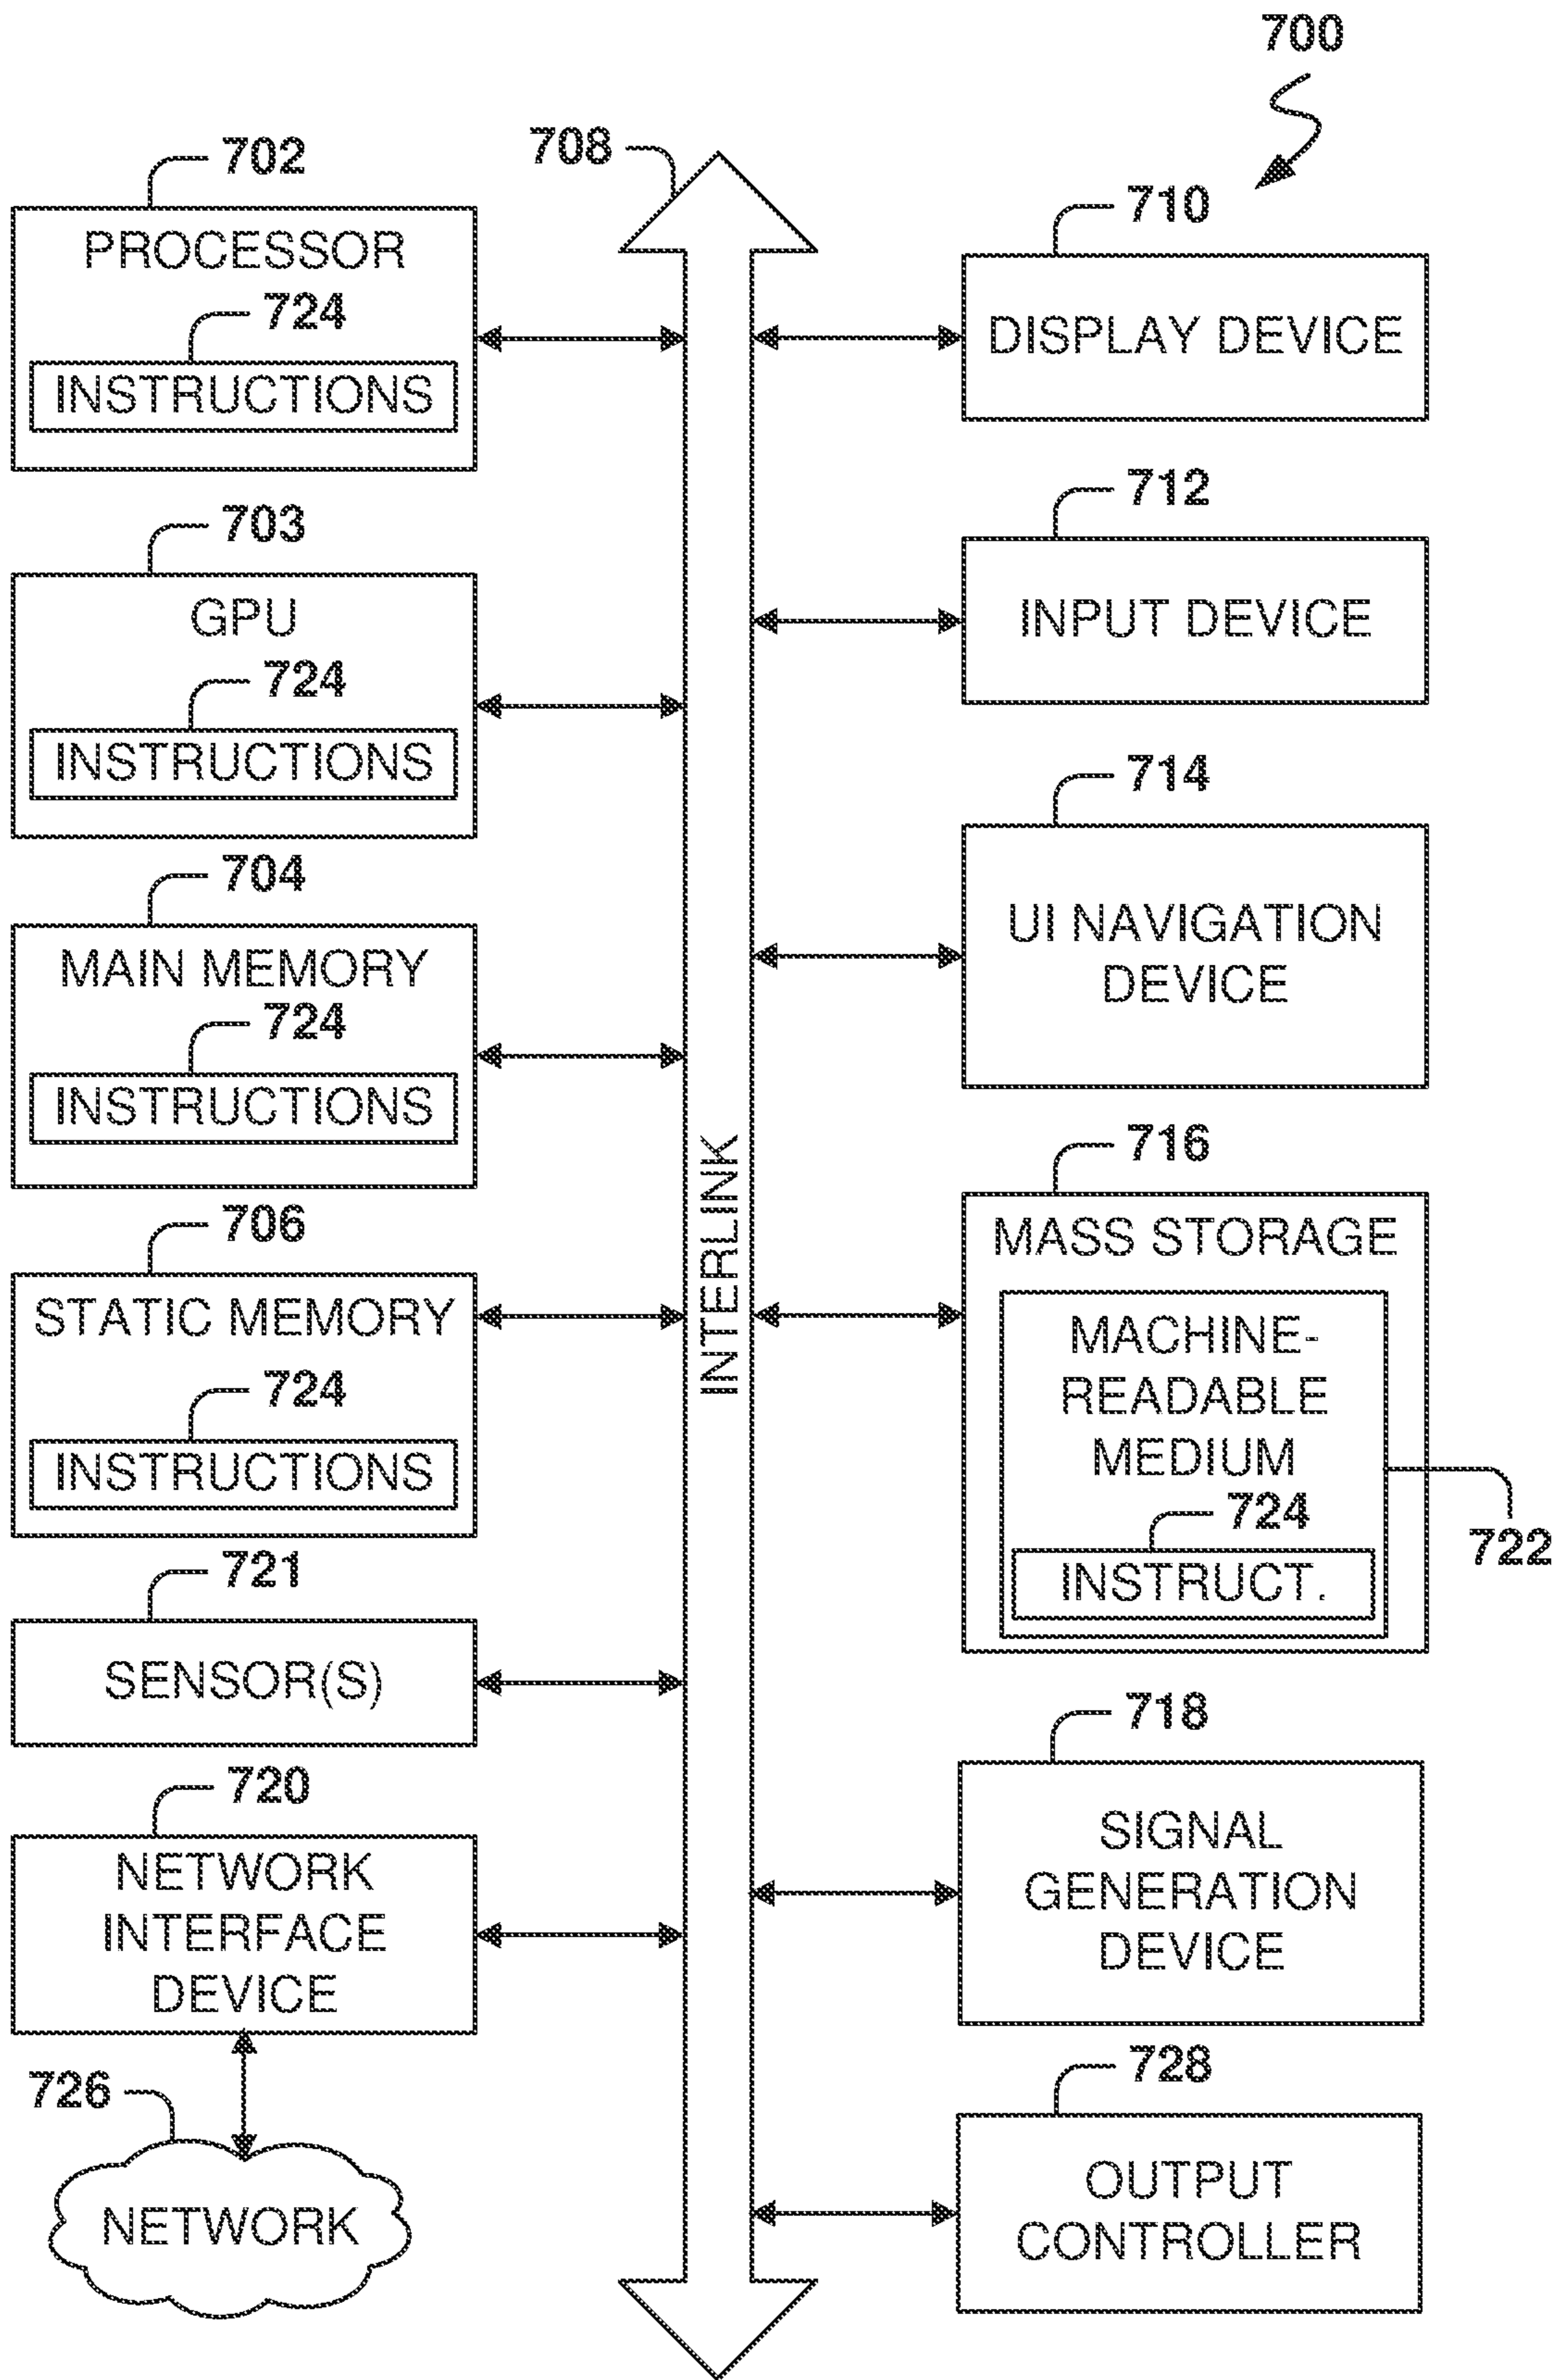 700
702
PROCESSOR
724
INSTRUCTIONS
703
GPU
724
INSTRUCTIONS
704
MAIN MEMORY
724
INSTRUCTIONS
706
STATIC MEMORY
724
INSTRUCTIONS
721
SENSOR(S)
720
NETWORK
INTERFACE
DEVICE
726
NETWORK
708
INTERLINK
710
DISPLAY DEVICE
712
INPUT DEVICE
714
UI NAVIGATION
DEVICE
716
MASS STORAGE
MACHINE-
READABLE
MEDIUM
724
INSTRUCT.
722
718
SIGNAL
GENERATION
DEVICE
728
OUTPUT
CONTROLLER